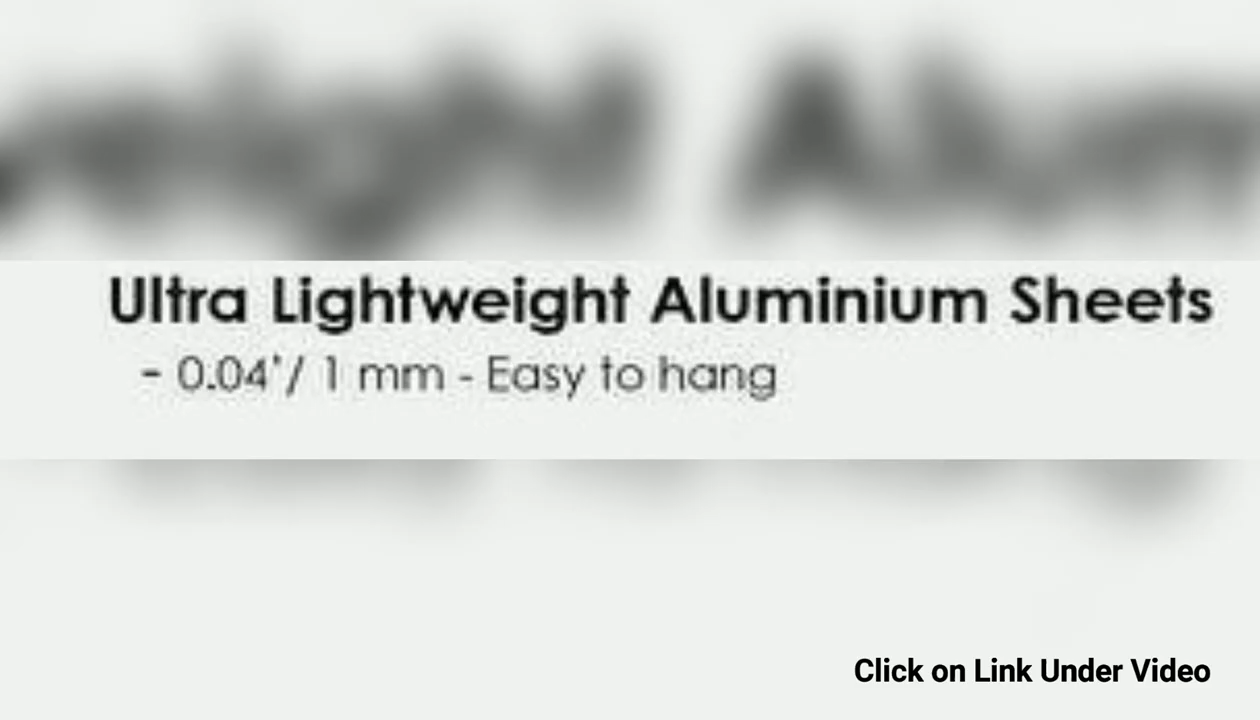 Ultra Lightweight Aluminium Sheets
- 0.04'/ 1 mm - Easy to hang
Click on Link Under Video